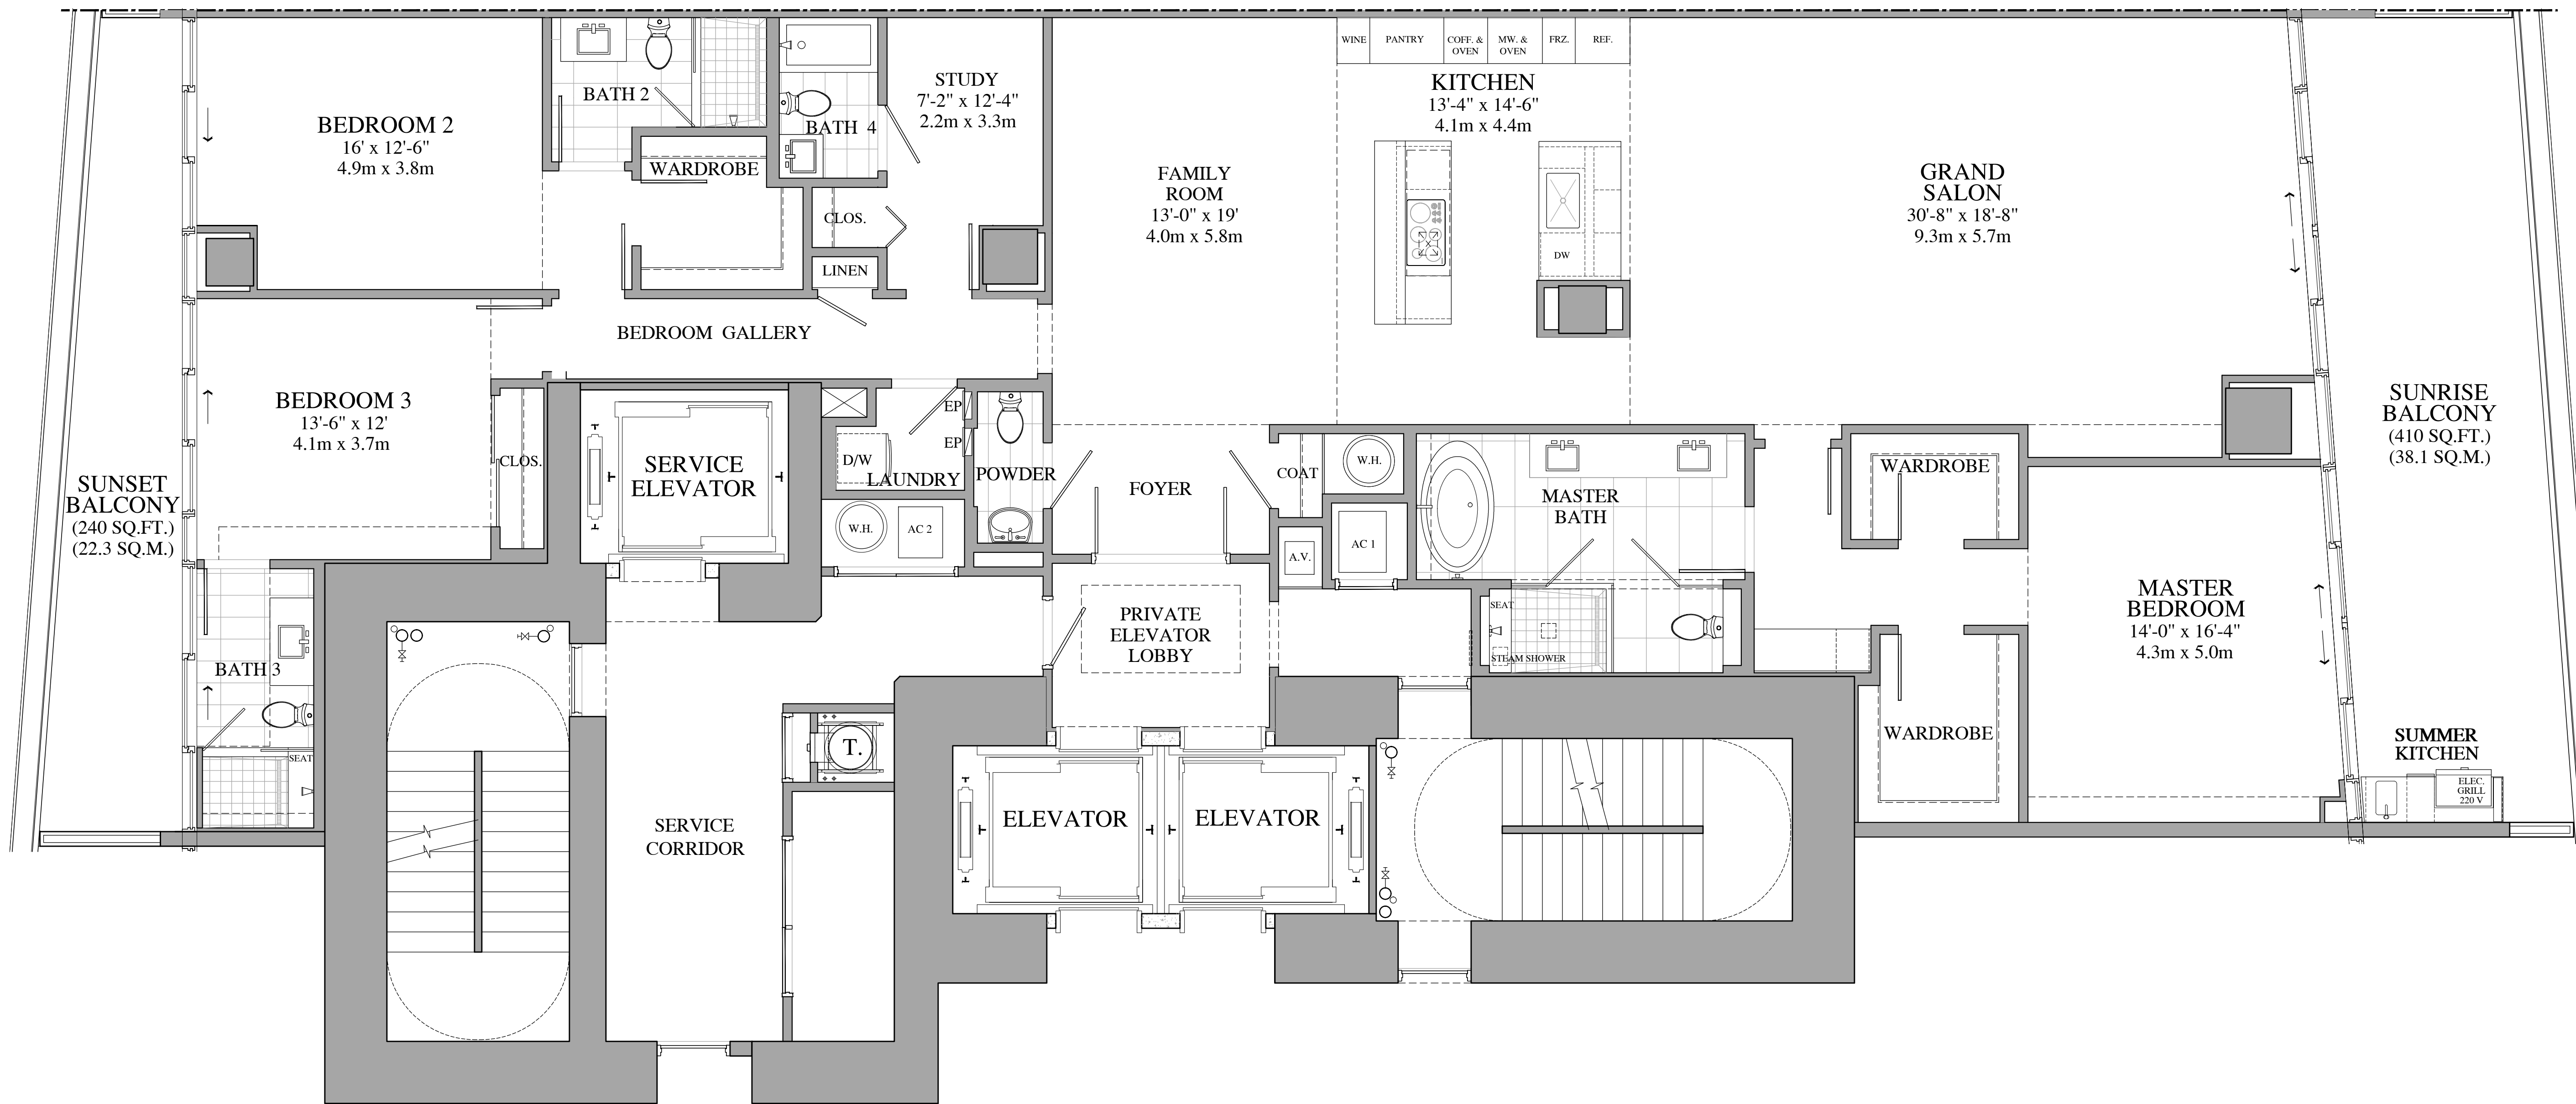 BEDROOM 2
16' x 12'-6"
4.9m x 3.8m
BATH 2
WARDROBE
BATH 4
STUDY
7'-2" x 12'-4"
2.2m x 3.3m
CLOS.
LINEN
FAMILY
ROOM
13'-0" x 19'
4.0m x 5.8m
WINE
PANTRY
COFF. &
OVEN
MW. &
OVEN
FRZ.
REF.
KITCHEN
13'-4" x 14'-6"
4.1m x 4.4m
DW
GRAND
SALON
30'-8" x 18'-8"
9.3m x 5.7m
BEDROOM GALLERY
BEDROOM 3
13'-6" x 12'
4.1m x 3.7m
CLOS.
SUNSET
BALCONY
(240 SQ.FT.)
(22.3 SQ.M.)
SERVICE
ELEVATOR
EP
EP
D/W
LAUNDRY
POWDER
W.H.
AC 2
FOYER
COAT
W.H.
A.V.
AC 1
MASTER
BATH
WARDROBE
SUNRISE
BALCONY
(410 SQ.FT.)
(38.1 SQ.M.)
BATH 3
SEAT
PRIVATE
ELEVATOR
LOBBY
SEAT
STEAM SHOWER
MASTER
BEDROOM
14'-0" x 16'-4"
4.3m x 5.0m
WARDROBE
SUMMER
KITCHEN
ELEC.
GRILL
220 V
T.
SERVICE
CORRIDOR
ELEVATOR
ELEVATOR